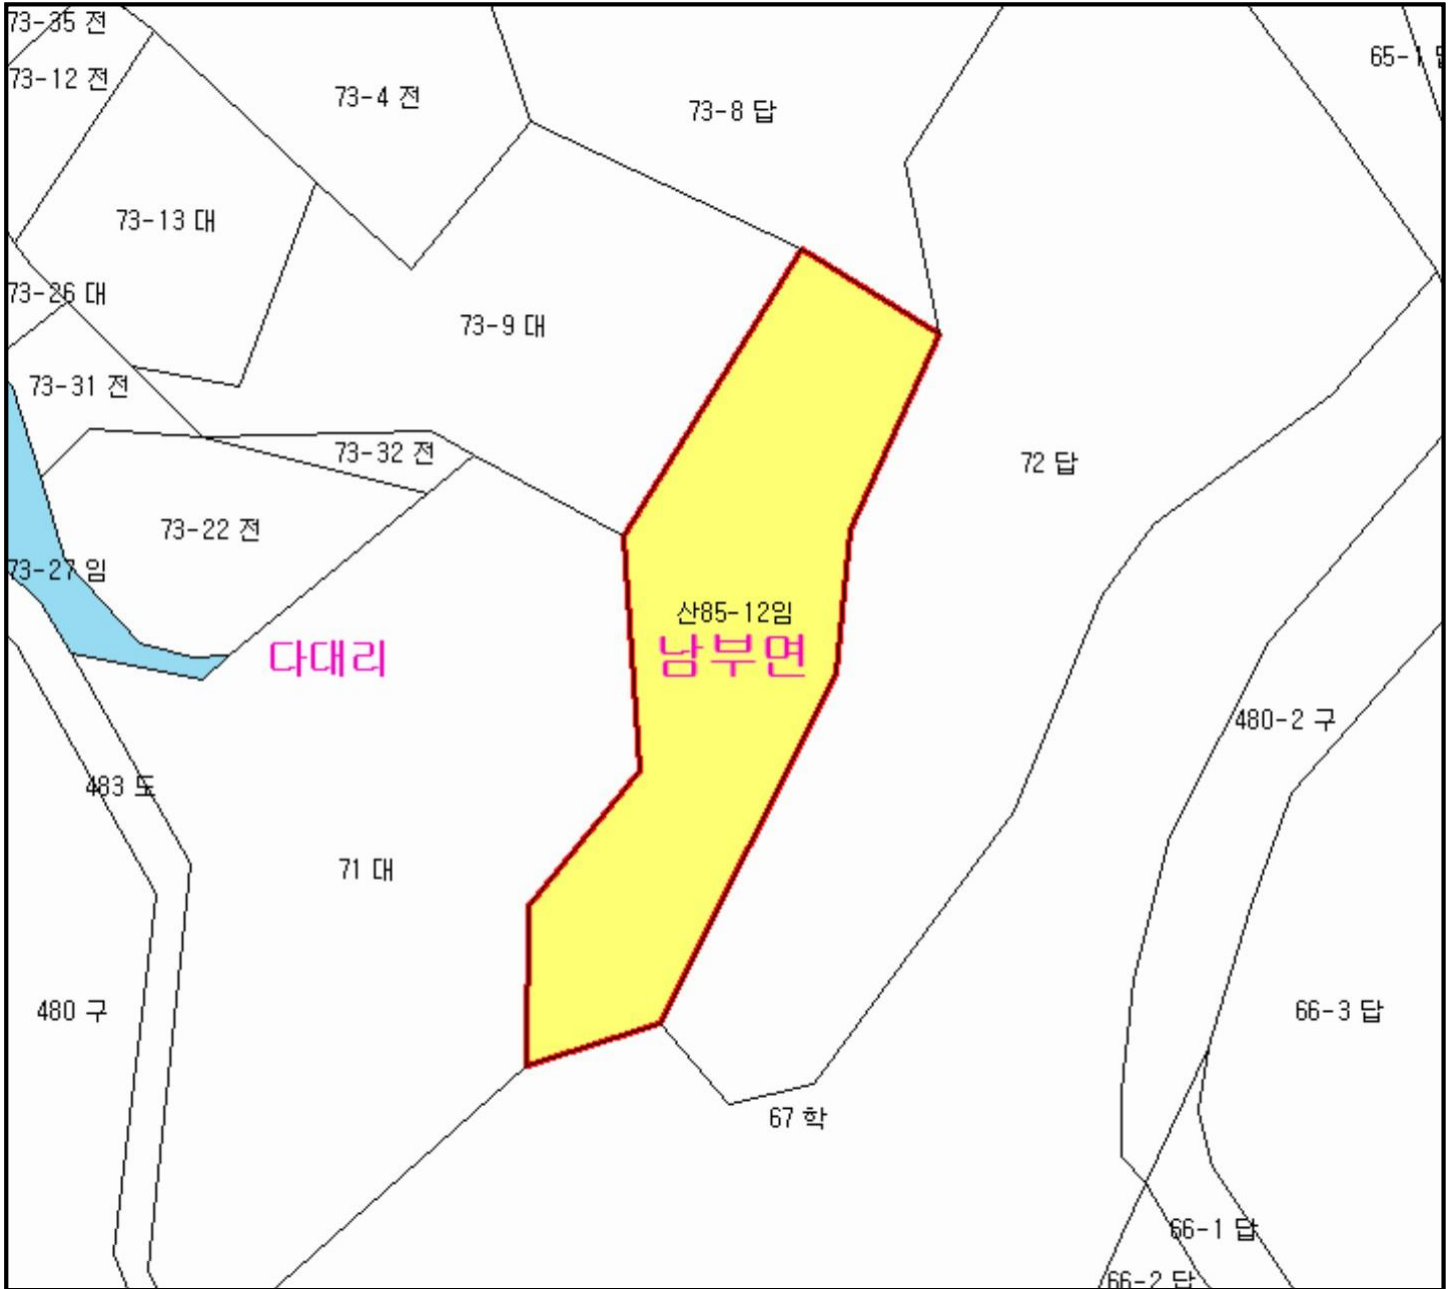 73-35 전
65-1
73-12 전
73-4 전
73-8 답
73-13 대
73-26 대
73-9 대
73-31 전
73-32 전
72 답
73-22 전
73-27 임
산85-12임
다대리
남부면
480-2 구
483 도
71 대
480 구
66-3 답
67 학
66-1 답
66-2 답